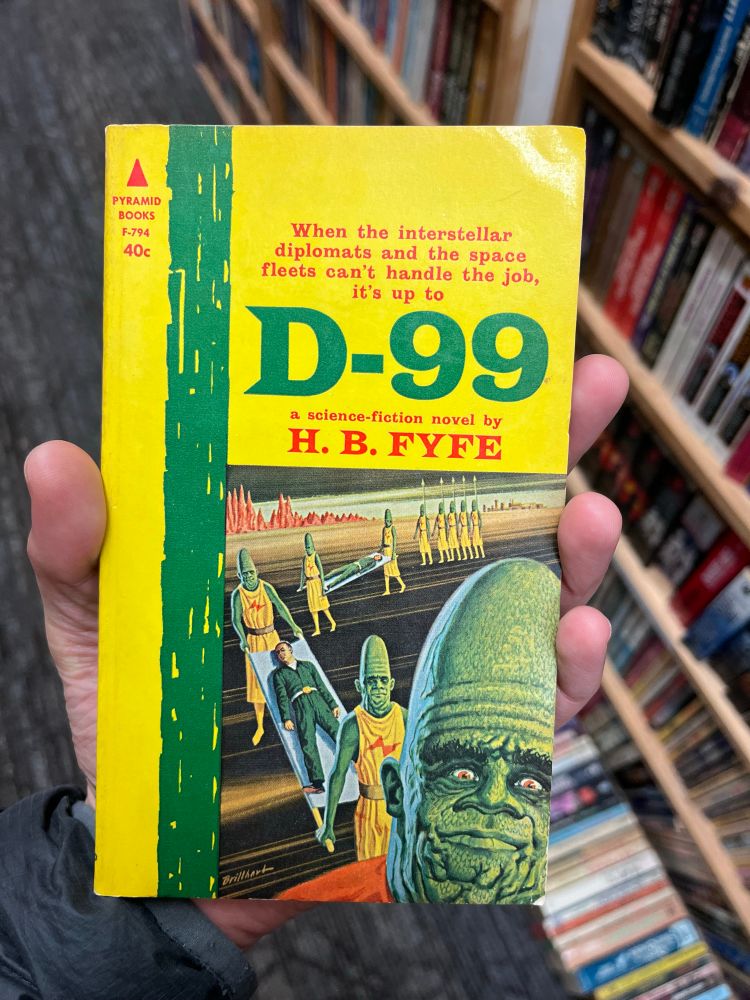 PYRAMID
BOOKS
F-794
40c
When the interstellar
diplomats and the space
fleets can't handle the job,
it's up to
D-99
a science-fiction novel by
H. B. FYFE
Brillhart